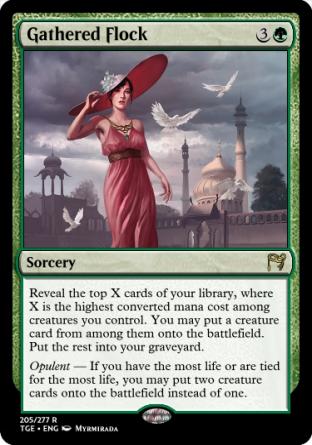 Gathered Flock 3
Sorcery
Reveal the top X cards of your library, where
X is the highest converted mana cost among
creatures you control. You may put a creature
card from among them onto the battlefield.
Put the rest into your graveyard.
Opulent — If you have the most life or are tied
for the most life, you may put two creature
cards onto the battlefield instead of one.
205/277 R
TGE • ENG Myrmirada